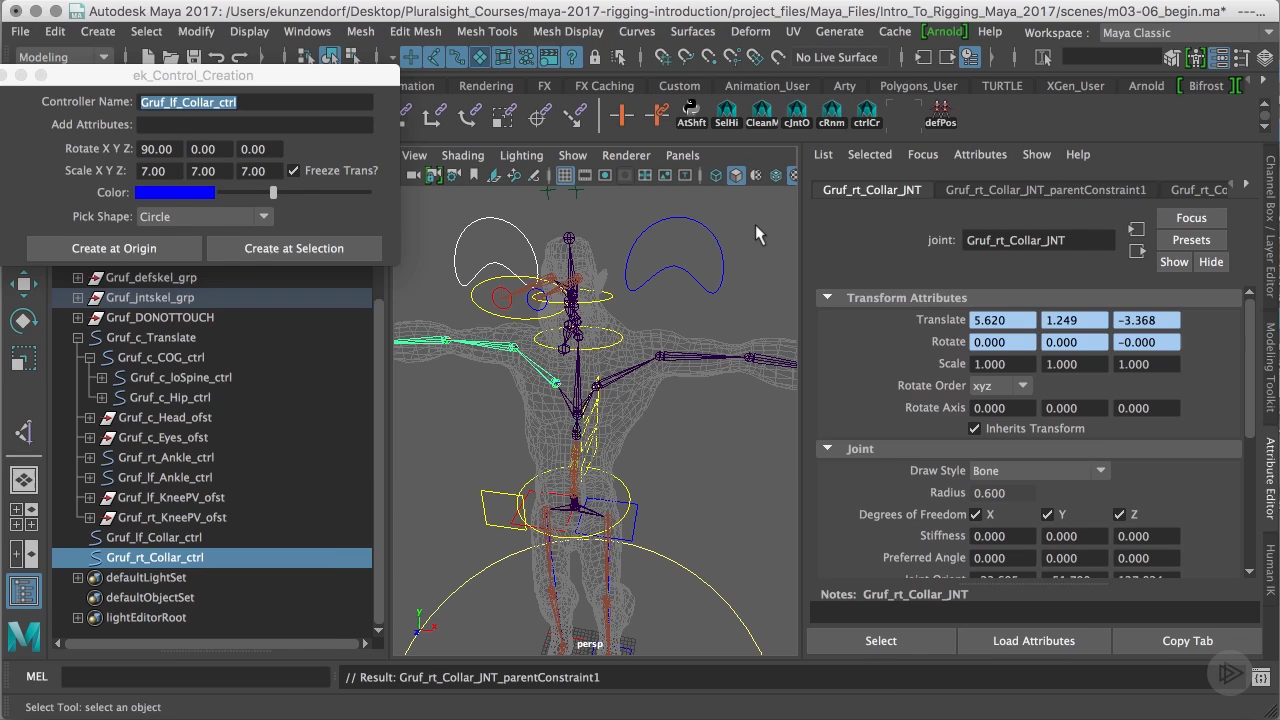 Autodesk Maya 2017: /Users/ekunzendorf/Desktop/Pluralsight_Courses/maya-2017-rigging-introduction/project_files/Maya_Files/Intro_To_Rigging_Maya_2017/scenes/m03-06_begin.ma* ---...
File Edit Create Select Modify Display Windows Mesh Edit Mesh Mesh Tools Mesh Display Curves Surfaces Deform UV Generate Cache [Arnold] Help Workspace : Maya Classic
Modeling No Live Surface
ek_Control_Creation
Rendering FX FX Caching Custom Animation_User Arty Polygons_User TURTLE XGen_User Arnold [ Bifrost ]
Controller Name: Gruf_lf_Collar_ctrl
Add Attributes:
AtShft SelHi CleanM cJntO cRnm ctrlCr defPos
Rotate X Y Z: 90.00 0.00 0.00
Scale X Y Z: 7.00 7.00 7.00 Freeze Trans?
Color:
Pick Shape: Circle
Create at Origin Create at Selection
View Shading Lighting Show Renderer Panels
List Selected Focus Attributes Show Help
Gruf_rt_Collar_JNT Gruf_rt_Collar_JNT_parentConstraint1 Gruf_rt_Co
joint: Gruf_rt_Collar_JNT
Focus
Presets
Show Hide
Gruf_defskel_grp
Gruf_jntskel_grp
Gruf_DONOTTOUCH
Gruf_c_Translate
Gruf_c_COG_ctrl
Gruf_c_loSpine_ctrl
Gruf_c_Hip_ctrl
Gruf_c_Head_ofst
Gruf_c_Eyes_ofst
Gruf_rt_Ankle_ctrl
Gruf_lf_Ankle_ctrl
Gruf_lf_KneePV_ofst
Gruf_rt_KneePV_ofst
Gruf_lf_Collar_ctrl
Gruf_rt_Collar_ctrl
defaultLightSet
defaultObjectSet
lightEditorRoot
y
z x
persp
Transform Attributes
Translate 5.620 1.249 -3.368
Rotate 0.000 0.000 -0.000
Scale 1.000 1.000 1.000
Rotate Order xyz
Rotate Axis 0.000 0.000 0.000
Inherits Transform
Joint
Draw Style Bone
Radius 0.600
Degrees of Freedom X Y Z
Stiffness 0.000 0.000 0.000
Preferred Angle 0.000 0.000 0.000
Notes: Gruf_rt_Collar_JNT
Select Load Attributes Copy Tab
Channel Box / Layer Editor
Modeling Toolkit
Attribute Editor
Human IK
MEL // Result: Gruf_rt_Collar_JNT_parentConstraint1
Select Tool: select an object